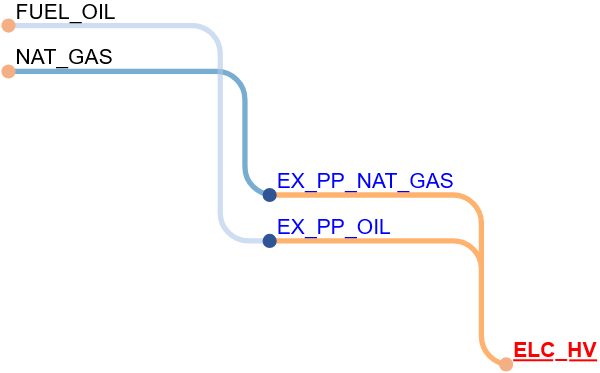 FUEL_OIL
NAT_GAS
EX_PP_NAT_GAS
EX_PP_OIL
ELC_HV